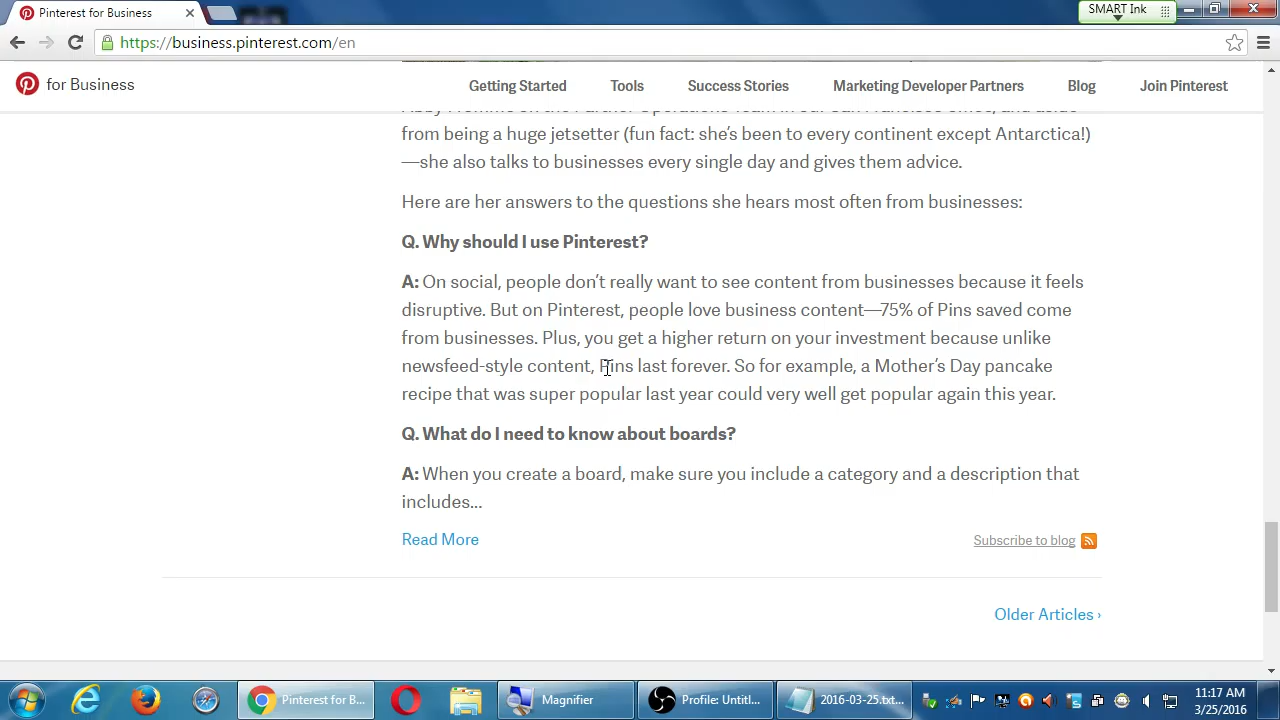 Pinterest for Business
SMART Ink
https://business.pinterest.com/en
for Business
Getting Started
Tools
Success Stories
Marketing Developer Partners
Blog
Join Pinterest
from being a huge jetsetter (fun fact: she's been to every continent except Antarctica!)
—she also talks to businesses every single day and gives them advice.
Here are her answers to the questions she hears most often from businesses:
Q. Why should I use Pinterest?
A: On social, people don't really want to see content from businesses because it feels
disruptive. But on Pinterest, people love business content—75% of Pins saved come
from businesses. Plus, you get a higher return on your investment because unlike
newsfeed-style content, Pins last forever. So for example, a Mother's Day pancake
recipe that was super popular last year could very well get popular again this year.
Q. What do I need to know about boards?
A: When you create a board, make sure you include a category and a description that
includes...
Read More
Subscribe to blog
Older Articles ›
Pinterest for B...
Magnifier
Profile: Untitl...
2016-03-25.txt...
11:17 AM
3/25/2016